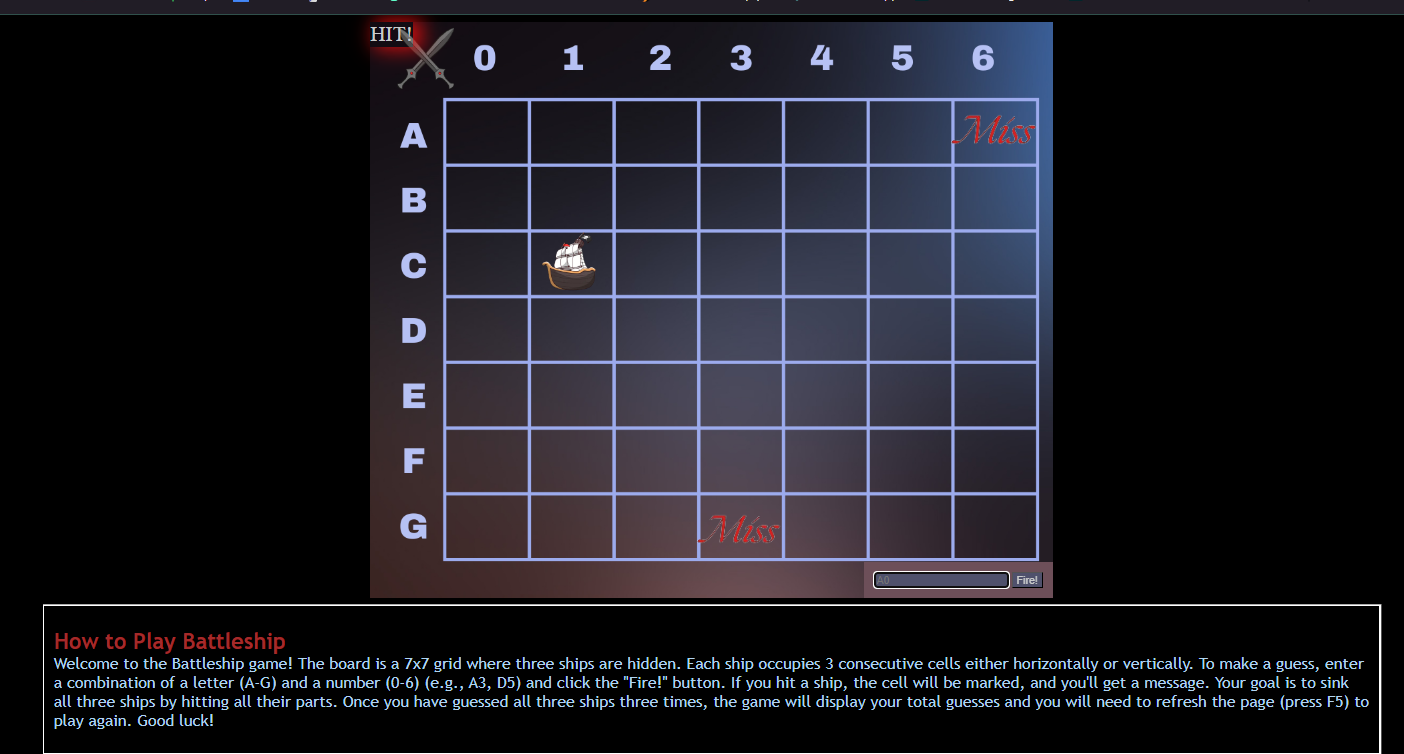 HIT!
0 1 2 3 4 5 6
A Miss
B
C
D
E
F
G Miss
A0 Fire!
How to Play Battleship
Welcome to the Battleship game! The board is a 7x7 grid where three ships are hidden. Each ship occupies 3 consecutive cells either horizontally or vertically. To make a guess, enter
a combination of a letter (A-G) and a number (0-6) (e.g., A3, D5) and click the "Fire!" button. If you hit a ship, the cell will be marked, and you'll get a message. Your goal is to sink
all three ships by hitting all their parts. Once you have guessed all three ships three times, the game will display your total guesses and you will need to refresh the page (press F5) to
play again. Good luck!